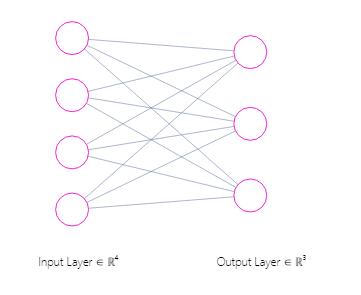 Input Layer ∈ ℝ⁴
Output Layer ∈ ℝ³